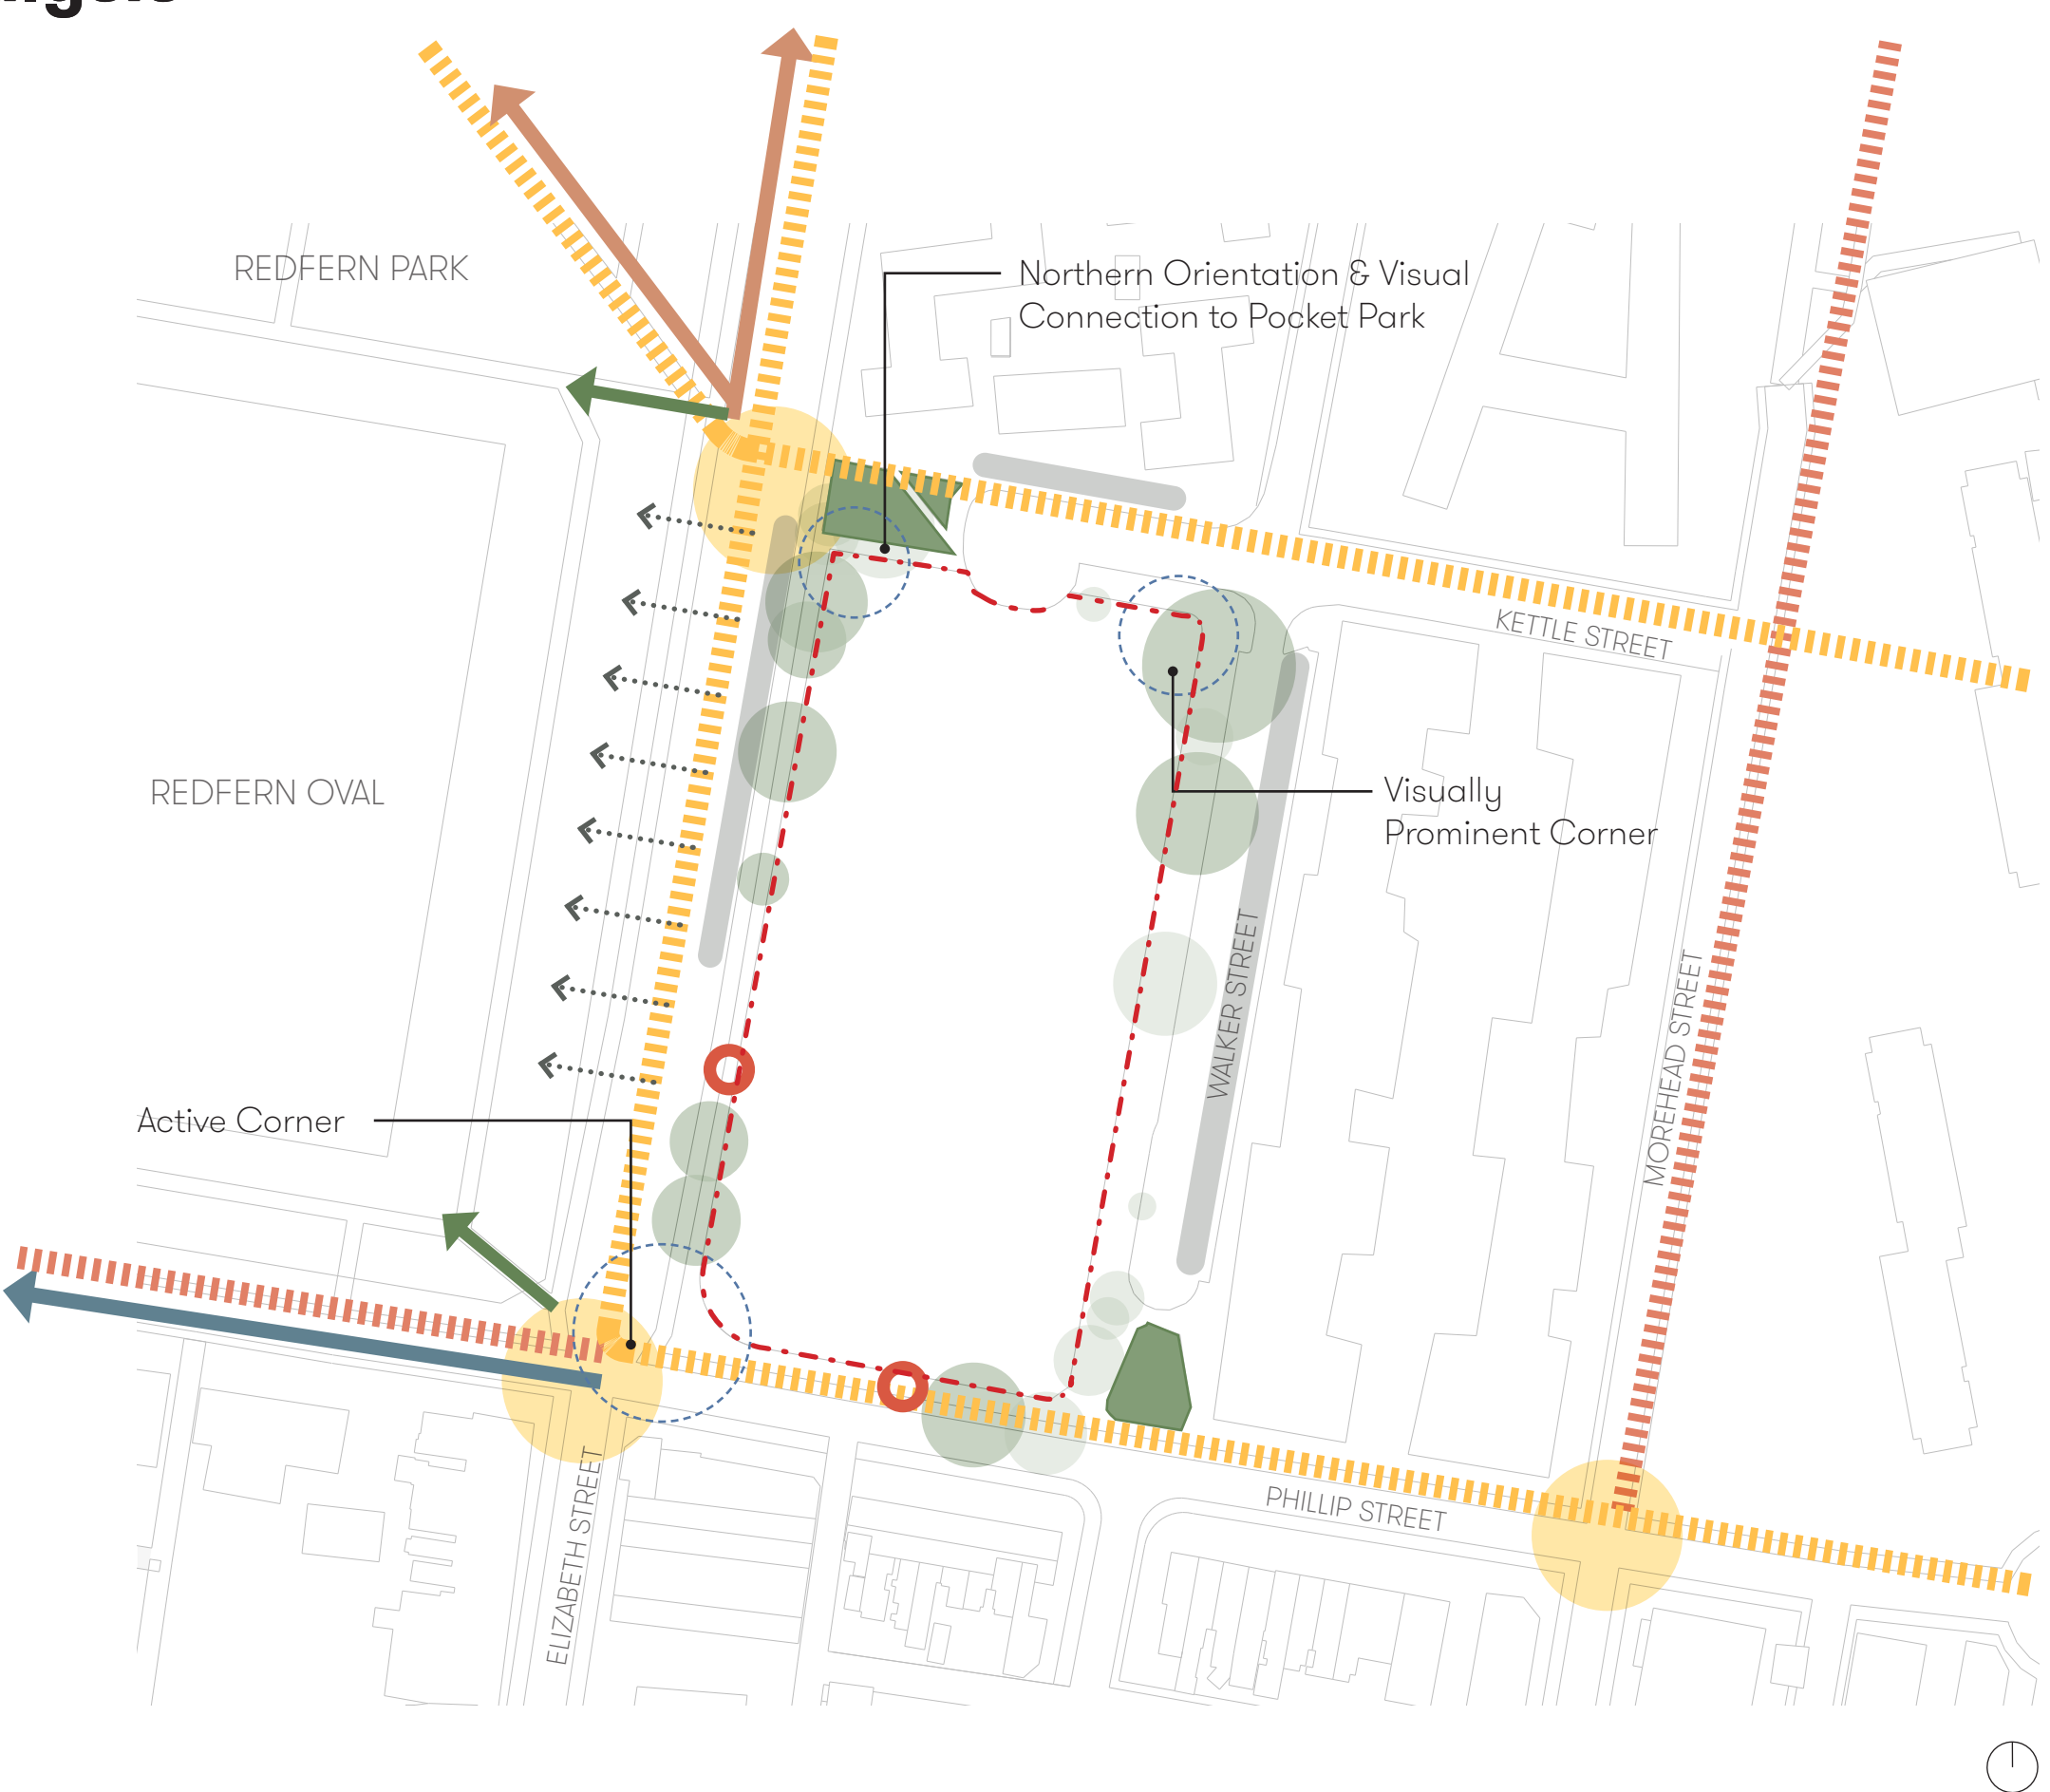 REDFERN PARK
Northern Orientation & Visual
Connection to Pocket Park
KETTLE STREET
REDFERN OVAL
Visually
Prominent Corner
WALKER STREET
MOREHEAD STREET
Active Corner
PHILLIP STREET
ELIZABETH STREET